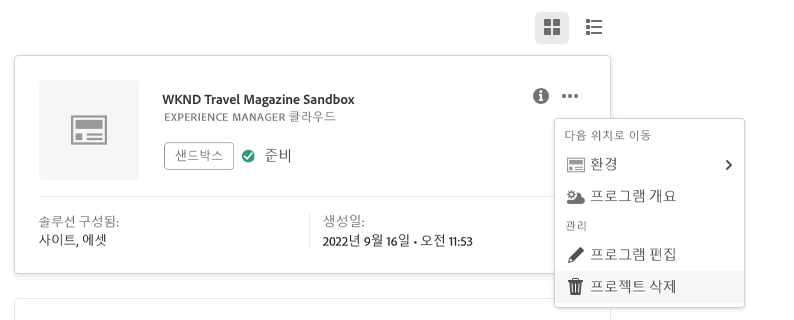 WKND Travel Magazine Sandbox
EXPERIENCE MANAGER 클라우드
샌드박스 준비
솔루션 구성됨:
사이트, 에셋
생성일:
2022년 9월 16일 • 오전 11:53
다음 위치로 이동
환경
프로그램 개요
관리
프로그램 편집
프로젝트 삭제